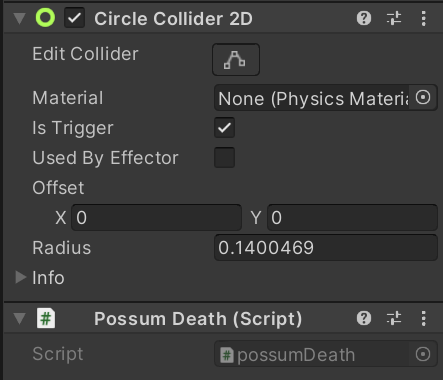 Circle Collider 2D
Edit Collider
Material None (Physics Materia
Is Trigger
Used By Effector
Offset
X 0 Y 0
Radius 0.1400469
Info
# Possum Death (Script)
Script # possumDeath